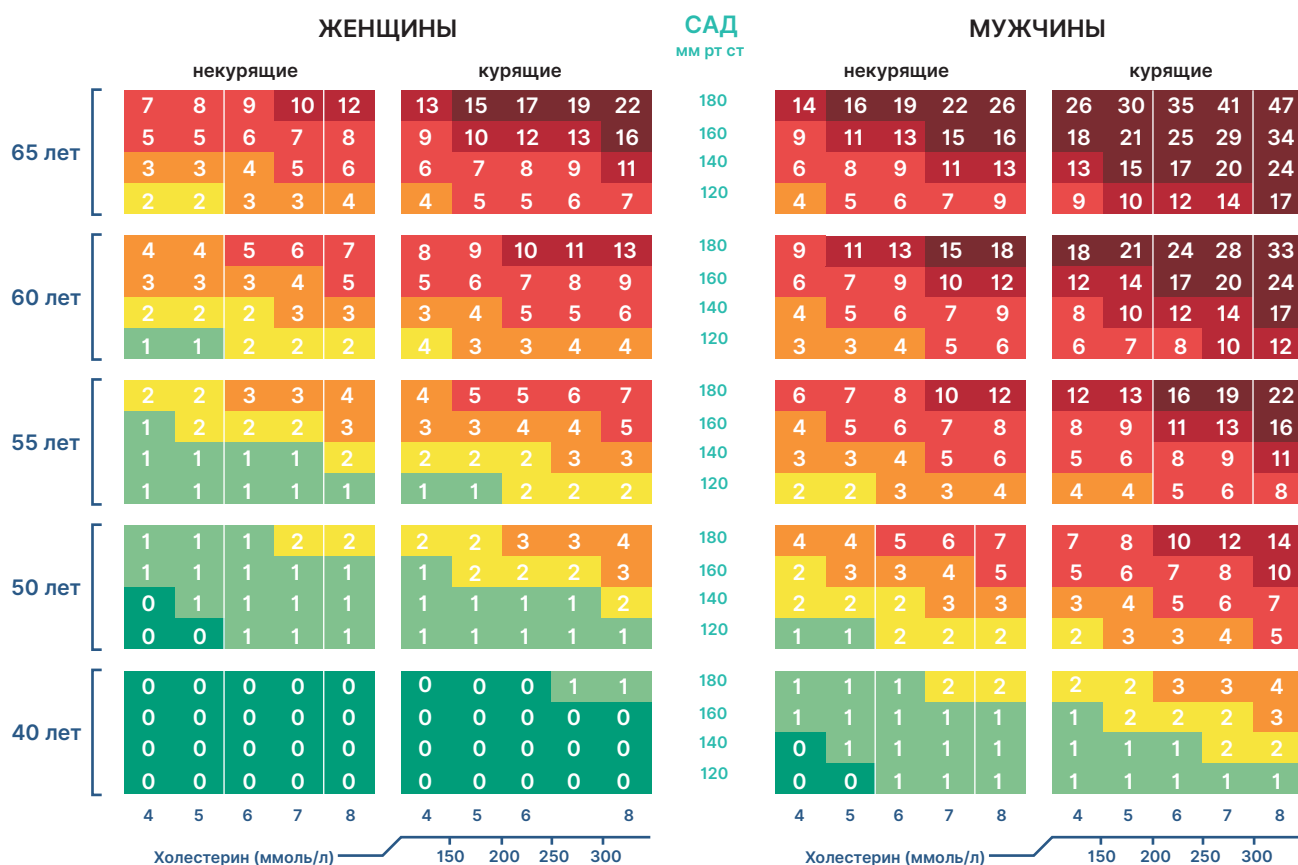 ЖЕНЩИНЫ САД МУЖЧИНЫ
мм рт ст
некурящие курящие некурящие курящие
65 лет
7 8 9 10 12 13 15 17 19 22 180 14 16 19 22 26 26 30 35 41 47
5 5 6 7 8 9 10 12 13 16 160 9 11 13 15 16 18 21 25 29 34
3 3 4 5 6 6 7 8 9 11 140 6 8 9 11 13 13 15 17 20 24
2 2 3 3 4 4 5 5 6 7 120 4 5 6 7 9 9 10 12 14 17
60 лет
4 4 5 6 7 8 9 10 11 13 180 9 11 13 15 18 18 21 24 28 33
3 3 3 4 5 5 6 7 8 9 160 6 7 9 10 12 12 14 17 20 24
2 2 2 3 3 3 4 5 5 6 140 4 5 6 7 9 8 10 12 14 17
1 1 2 2 2 4 3 3 4 4 120 3 3 4 5 6 6 7 8 10 12
55 лет
2 2 3 3 4 4 5 5 6 7 180 6 7 8 10 12 12 13 16 19 22
1 2 2 2 3 3 3 4 4 5 160 4 5 6 7 8 8 9 11 13 16
1 1 1 1 2 2 2 2 3 3 140 3 3 4 5 6 5 6 8 9 11
1 1 1 1 1 1 1 2 2 2 120 2 2 3 3 4 4 4 5 6 8
50 лет
1 1 1 2 2 2 2 3 3 4 180 4 4 5 6 7 7 8 10 12 14
1 1 1 1 1 1 2 2 2 3 160 2 3 3 4 5 5 6 7 8 10
0 1 1 1 1 1 1 1 1 2 140 2 2 2 3 3 3 4 5 6 7
0 0 1 1 1 1 1 1 1 1 120 1 1 2 2 2 2 3 3 4 5
40 лет
0 0 0 0 0 0 0 0 1 1 180 1 1 1 2 2 2 2 3 3 4
0 0 0 0 0 0 0 0 0 0 160 1 1 1 1 1 1 2 2 2 3
0 0 0 0 0 0 0 0 0 0 140 0 1 1 1 1 1 1 1 2 2
0 0 0 0 0 0 0 0 0 0 120 0 0 1 1 1 1 1 1 1 1
4 5 6 7 8 4 5 6 8 4 5 6 7 8 4 5 6 7 8
Холестерин (ммоль/л) 150 200 250 300 Холестерин (ммоль/л) 150 200 250 300